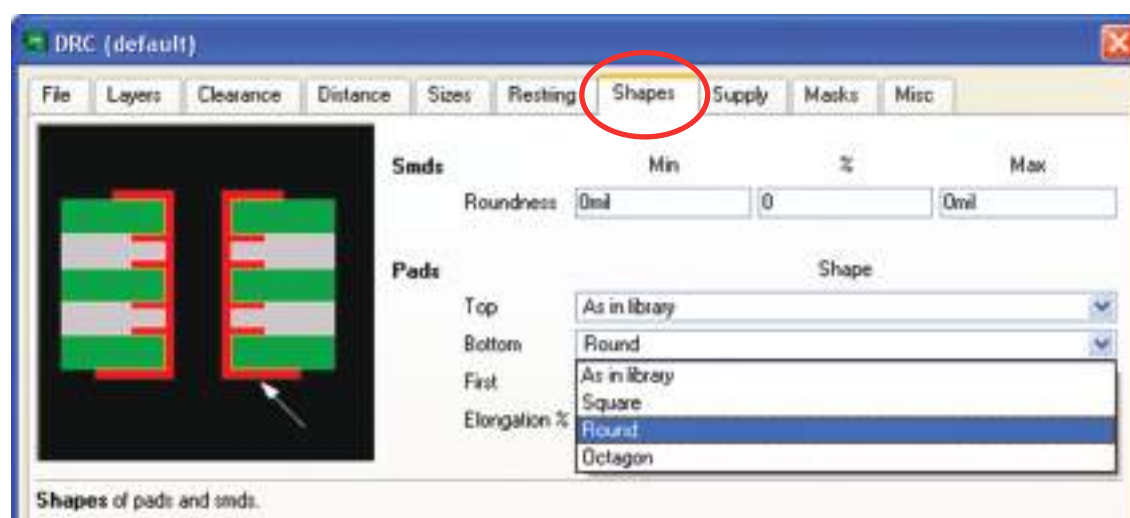 DRC (default)
File Layers Clearance Distance Sizes Restring Shapes Supply Masks Misc
Smds Min % Max
Roundness 0mil 0 0mil
Pads Shape
Top As in library
Bottom Round
First As in library
Square
Elongation % Round
Octagon
Shapes of pads and smds.